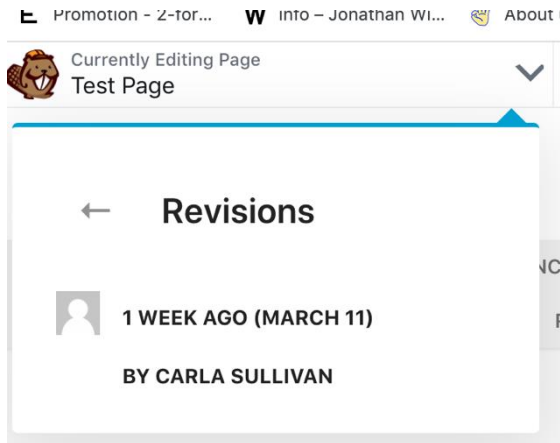 Promotion - 2-for... W Info – Jonathan Wi... About
Currently Editing Page
Test Page
← Revisions
1 WEEK AGO (MARCH 11)
BY CARLA SULLIVAN